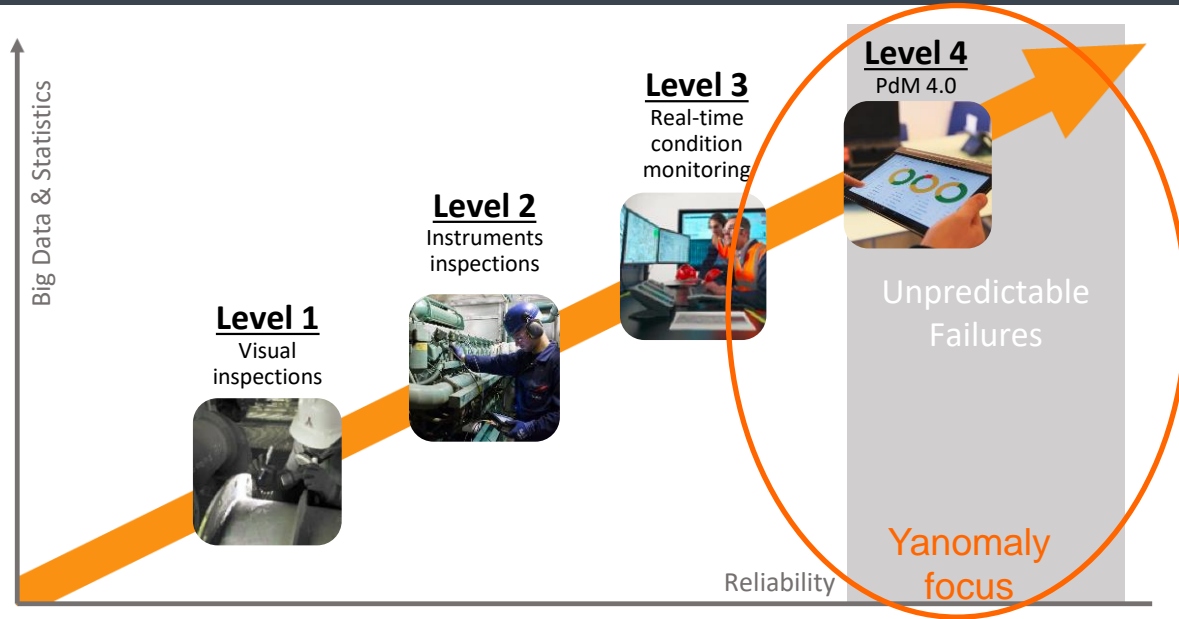 Big Data & Statistics
Level 1
Visual
inspections
Level 2
Instruments
inspections
Level 3
Real-time
condition
monitoring
Level 4
PdM 4.0
Unpredictable
Failures
Yanomaly
focus
Reliability